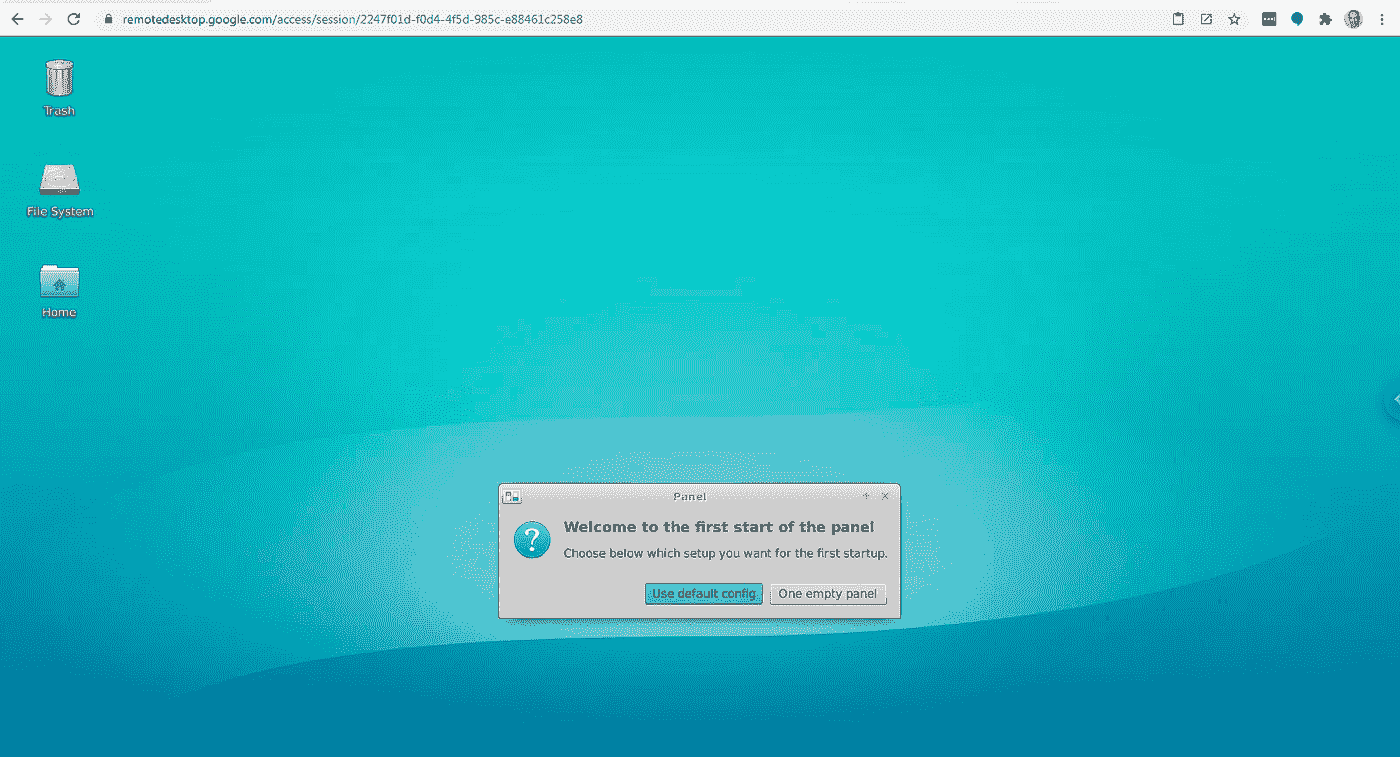 remotedesktop.google.com/access/session/2247f01d-f0d4-4f5d-985c-e88461c258e8
Trash
File System
Home
Panel
Welcome to the first start of the panel
Choose below which setup you want for the first startup.
Use default config
One empty panel